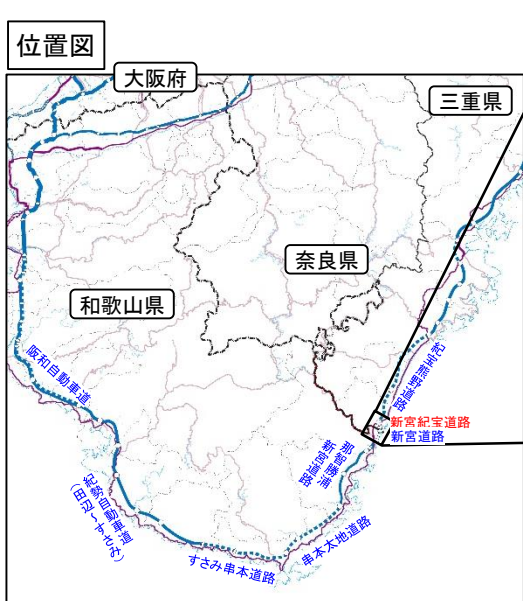 位置図
大阪府
三重県
奈良県
和歌山県
阪和自動車道
紀宝熊野道路
新宮紀宝道路
新宮道路
那智勝浦
新宮道路
紀勢自動車道
(田辺~すさみ)
すさみ串本道路
串本太地道路